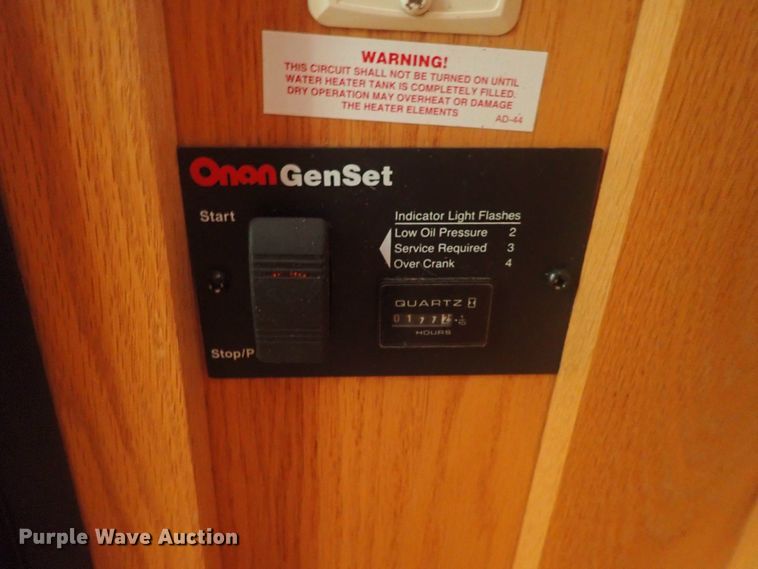 WARNING!
THIS CIRCUIT SHALL NOT BE TURNED ON UNTIL
WATER HEATER TANK IS COMPLETELY FILLED.
DRY OPERATION MAY OVERHEAT OR DAMAGE
THE HEATER ELEMENTS
AD-44
Onan GenSet
Start
Indicator Light Flashes
Low Oil Pressure 2
Service Required 3
Over Crank 4
QUARTZ
HOURS
Stop/P
Purple Wave Auction